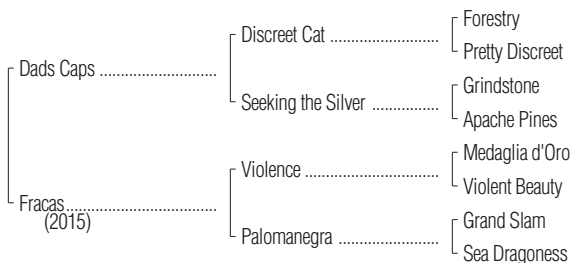 Forestry
Discreet Cat ........................
Pretty Discreet
Dads Caps ..........................
Grindstone
Seeking the Silver ...............
Apache Pines
Medaglia d'Oro
Violence ..............................
Violent Beauty
Fracas..................................
(2015)
Grand Slam
Palomanegra .......................
Sea Dragoness